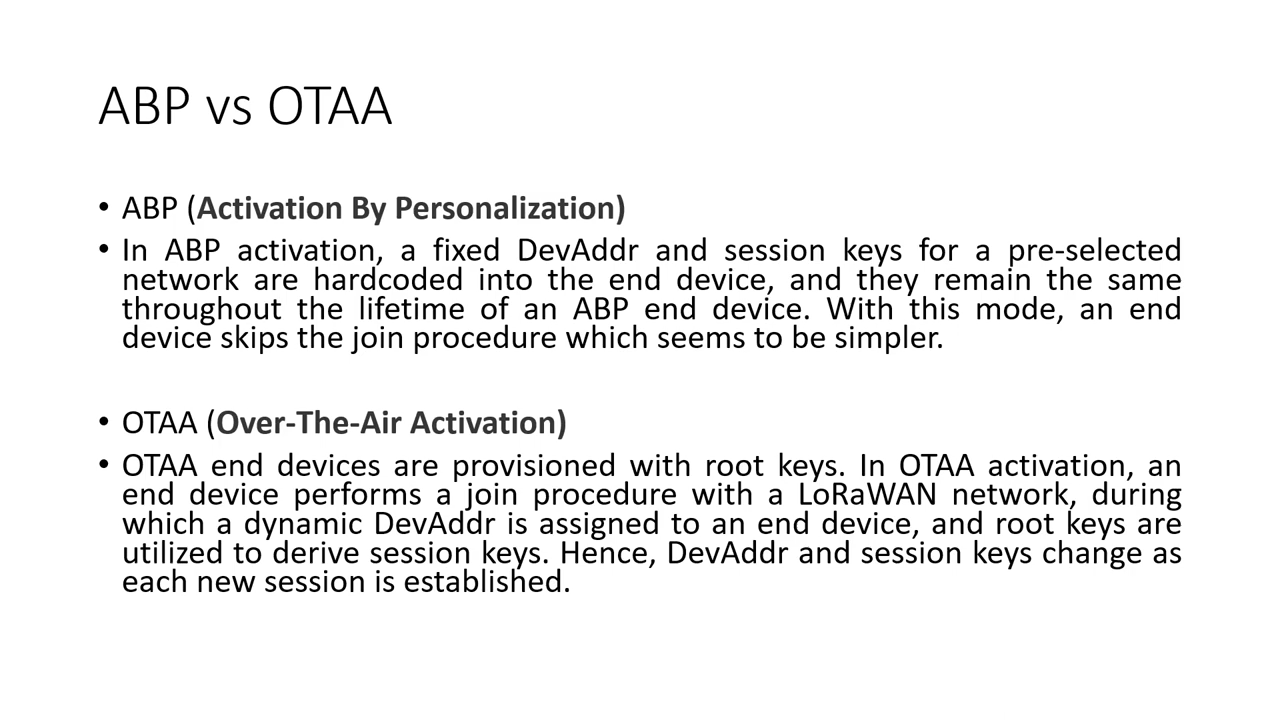 ABP vs OTAA
• ABP (Activation By Personalization)
• In ABP activation, a fixed DevAddr and session keys for a pre-selected
network are hardcoded into the end device, and they remain the same
throughout the lifetime of an ABP end device. With this mode, an end
device skips the join procedure which seems to be simpler.
• OTAA (Over-The-Air Activation)
• OTAA end devices are provisioned with root keys. In OTAA activation, an
end device performs a join procedure with a LoRaWAN network, during
which a dynamic DevAddr is assigned to an end device, and root keys are
utilized to derive session keys. Hence, DevAddr and session keys change as
each new session is established.